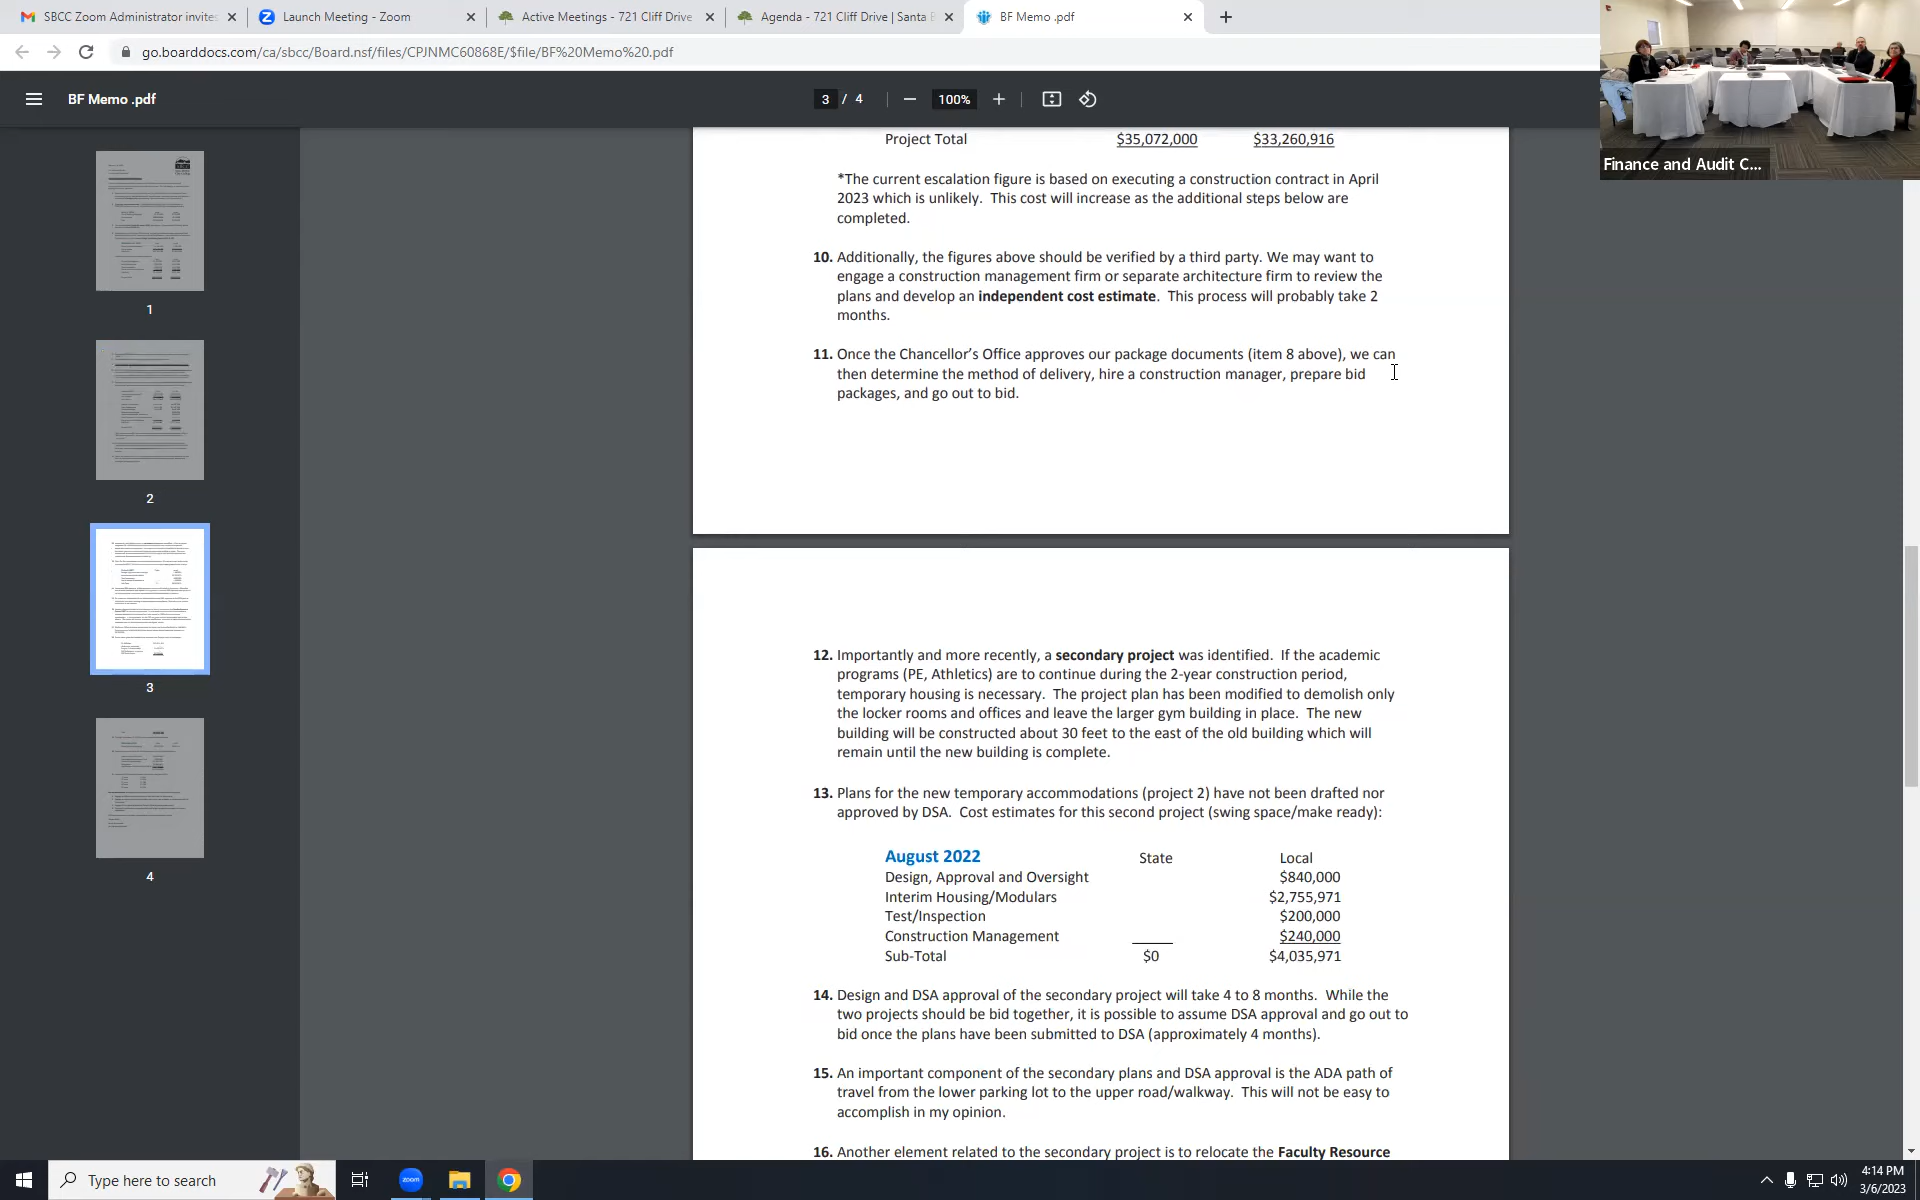 SBCC Zoom Administrator invites
Launch Meeting - Zoom
Active Meetings - 721 Cliff Drive
Agenda - 721 Cliff Drive | Santa
BF Memo .pdf
go.boarddocs.com/ca/sbcc/Board.nsf/files/CPJNMC60868E/$file/BF%20Memo%20.pdf
BF Memo .pdf
3 / 4
100%
Finance and Audit C...
1
2
3
4
Project Total $35,072,000 $33,260,916
*The current escalation figure is based on executing a construction contract in April
2023 which is unlikely. This cost will increase as the additional steps below are
completed.
10. Additionally, the figures above should be verified by a third party. We may want to
engage a construction management firm or separate architecture firm to review the
plans and develop an independent cost estimate. This process will probably take 2
months.
11. Once the Chancellor’s Office approves our package documents (item 8 above), we can
then determine the method of delivery, hire a construction manager, prepare bid
packages, and go out to bid.
12. Importantly and more recently, a secondary project was identified. If the academic
programs (PE, Athletics) are to continue during the 2-year construction period,
temporary housing is necessary. The project plan has been modified to demolish only
the locker rooms and offices and leave the larger gym building in place. The new
building will be constructed about 30 feet to the east of the old building which will
remain until the new building is complete.
13. Plans for the new temporary accommodations (project 2) have not been drafted nor
approved by DSA. Cost estimates for this second project (swing space/make ready):
August 2022 State Local
Design, Approval and Oversight $840,000
Interim Housing/Modulars $2,755,971
Test/Inspection $200,000
Construction Management $240,000
Sub-Total $0 $4,035,971
14. Design and DSA approval of the secondary project will take 4 to 8 months. While the
two projects should be bid together, it is possible to assume DSA approval and go out to
bid once the plans have been submitted to DSA (approximately 4 months).
15. An important component of the secondary plans and DSA approval is the ADA path of
travel from the lower parking lot to the upper road/walkway. This will not be easy to
accomplish in my opinion.
16. Another element related to the secondary project is to relocate the Faculty Resource
Type here to search
zoom
4:14 PM
3/6/2023